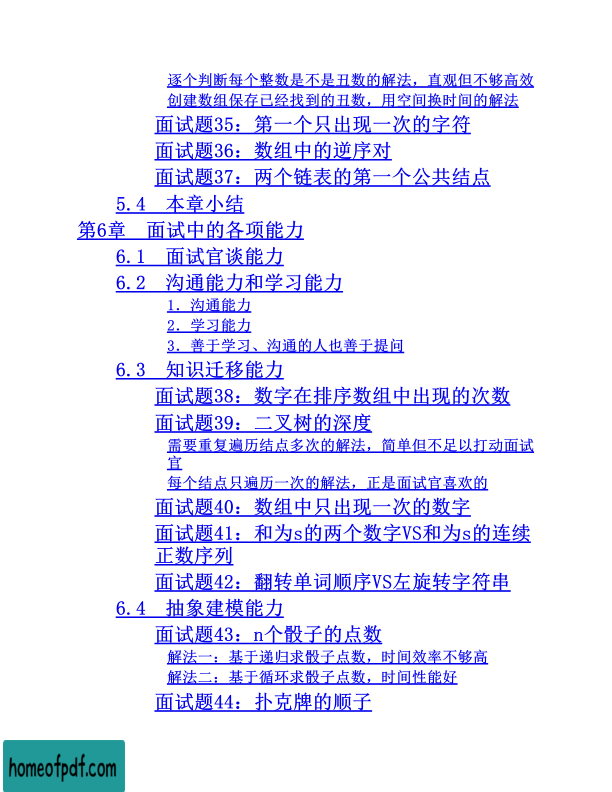 逐个判断每个整数是不是丑数的解法，直观但不够高效
创建数组保存已经找到的丑数，用空间换时间的解法
面试题35：第一个只出现一次的字符
面试题36：数组中的逆序对
面试题37：两个链表的第一个公共结点
5.4 本章小结
第6章 面试中的各项能力
6.1 面试官谈能力
6.2 沟通能力和学习能力
1．沟通能力
2．学习能力
3．善于学习、沟通的人也善于提问
6.3 知识迁移能力
面试题38：数字在排序数组中出现的次数
面试题39：二叉树的深度
需要重复遍历结点多次的解法，简单但不足以打动面试
官
每个结点只遍历一次的解法，正是面试官喜欢的
面试题40：数组中只出现一次的数字
面试题41：和为s的两个数字VS和为s的连续
正数序列
面试题42：翻转单词顺序VS左旋转字符串
6.4 抽象建模能力
面试题43：n个骰子的点数
解法一：基于递归求骰子点数，时间效率不够高
解法二：基于循环求骰子点数，时间性能好
面试题44：扑克牌的顺子
homeofpdf.com